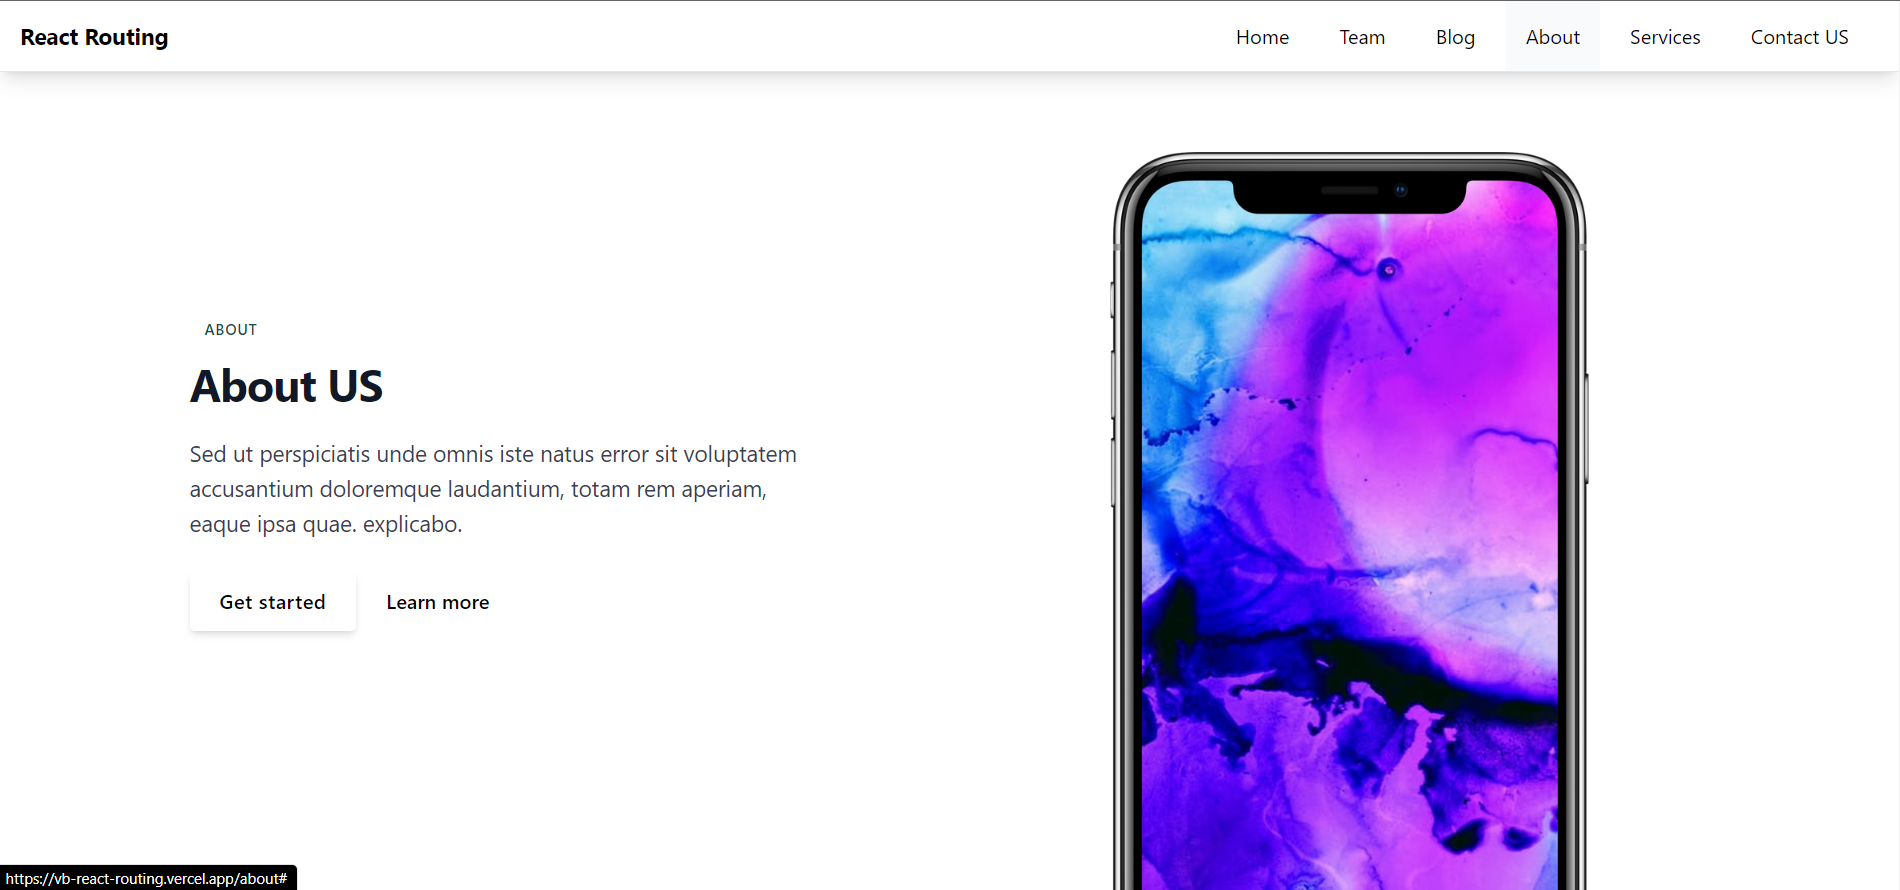 React Routing
Home
Team
Blog
About
Services
Contact US
ABOUT
About US
Sed ut perspiciatis unde omnis iste natus error sit voluptatem
accusantium doloremque laudantium, totam rem aperiam,
eaque ipsa quae. explicabo.
Get started
Learn more
https://vb-react-routing.vercel.app/about#